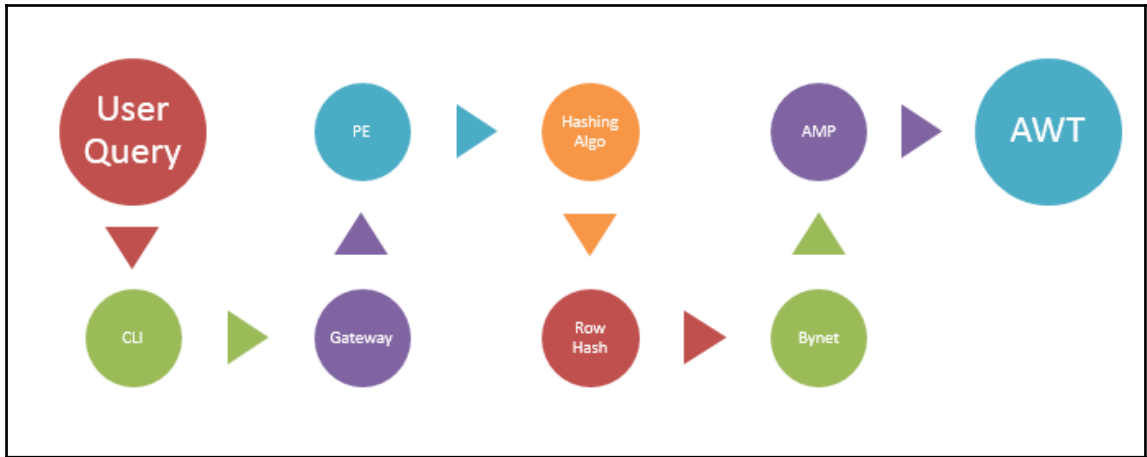 User
Query
CLI
Gateway
PE
Hashing
Algo
Row
Hash
Bynet
AMP
AWT